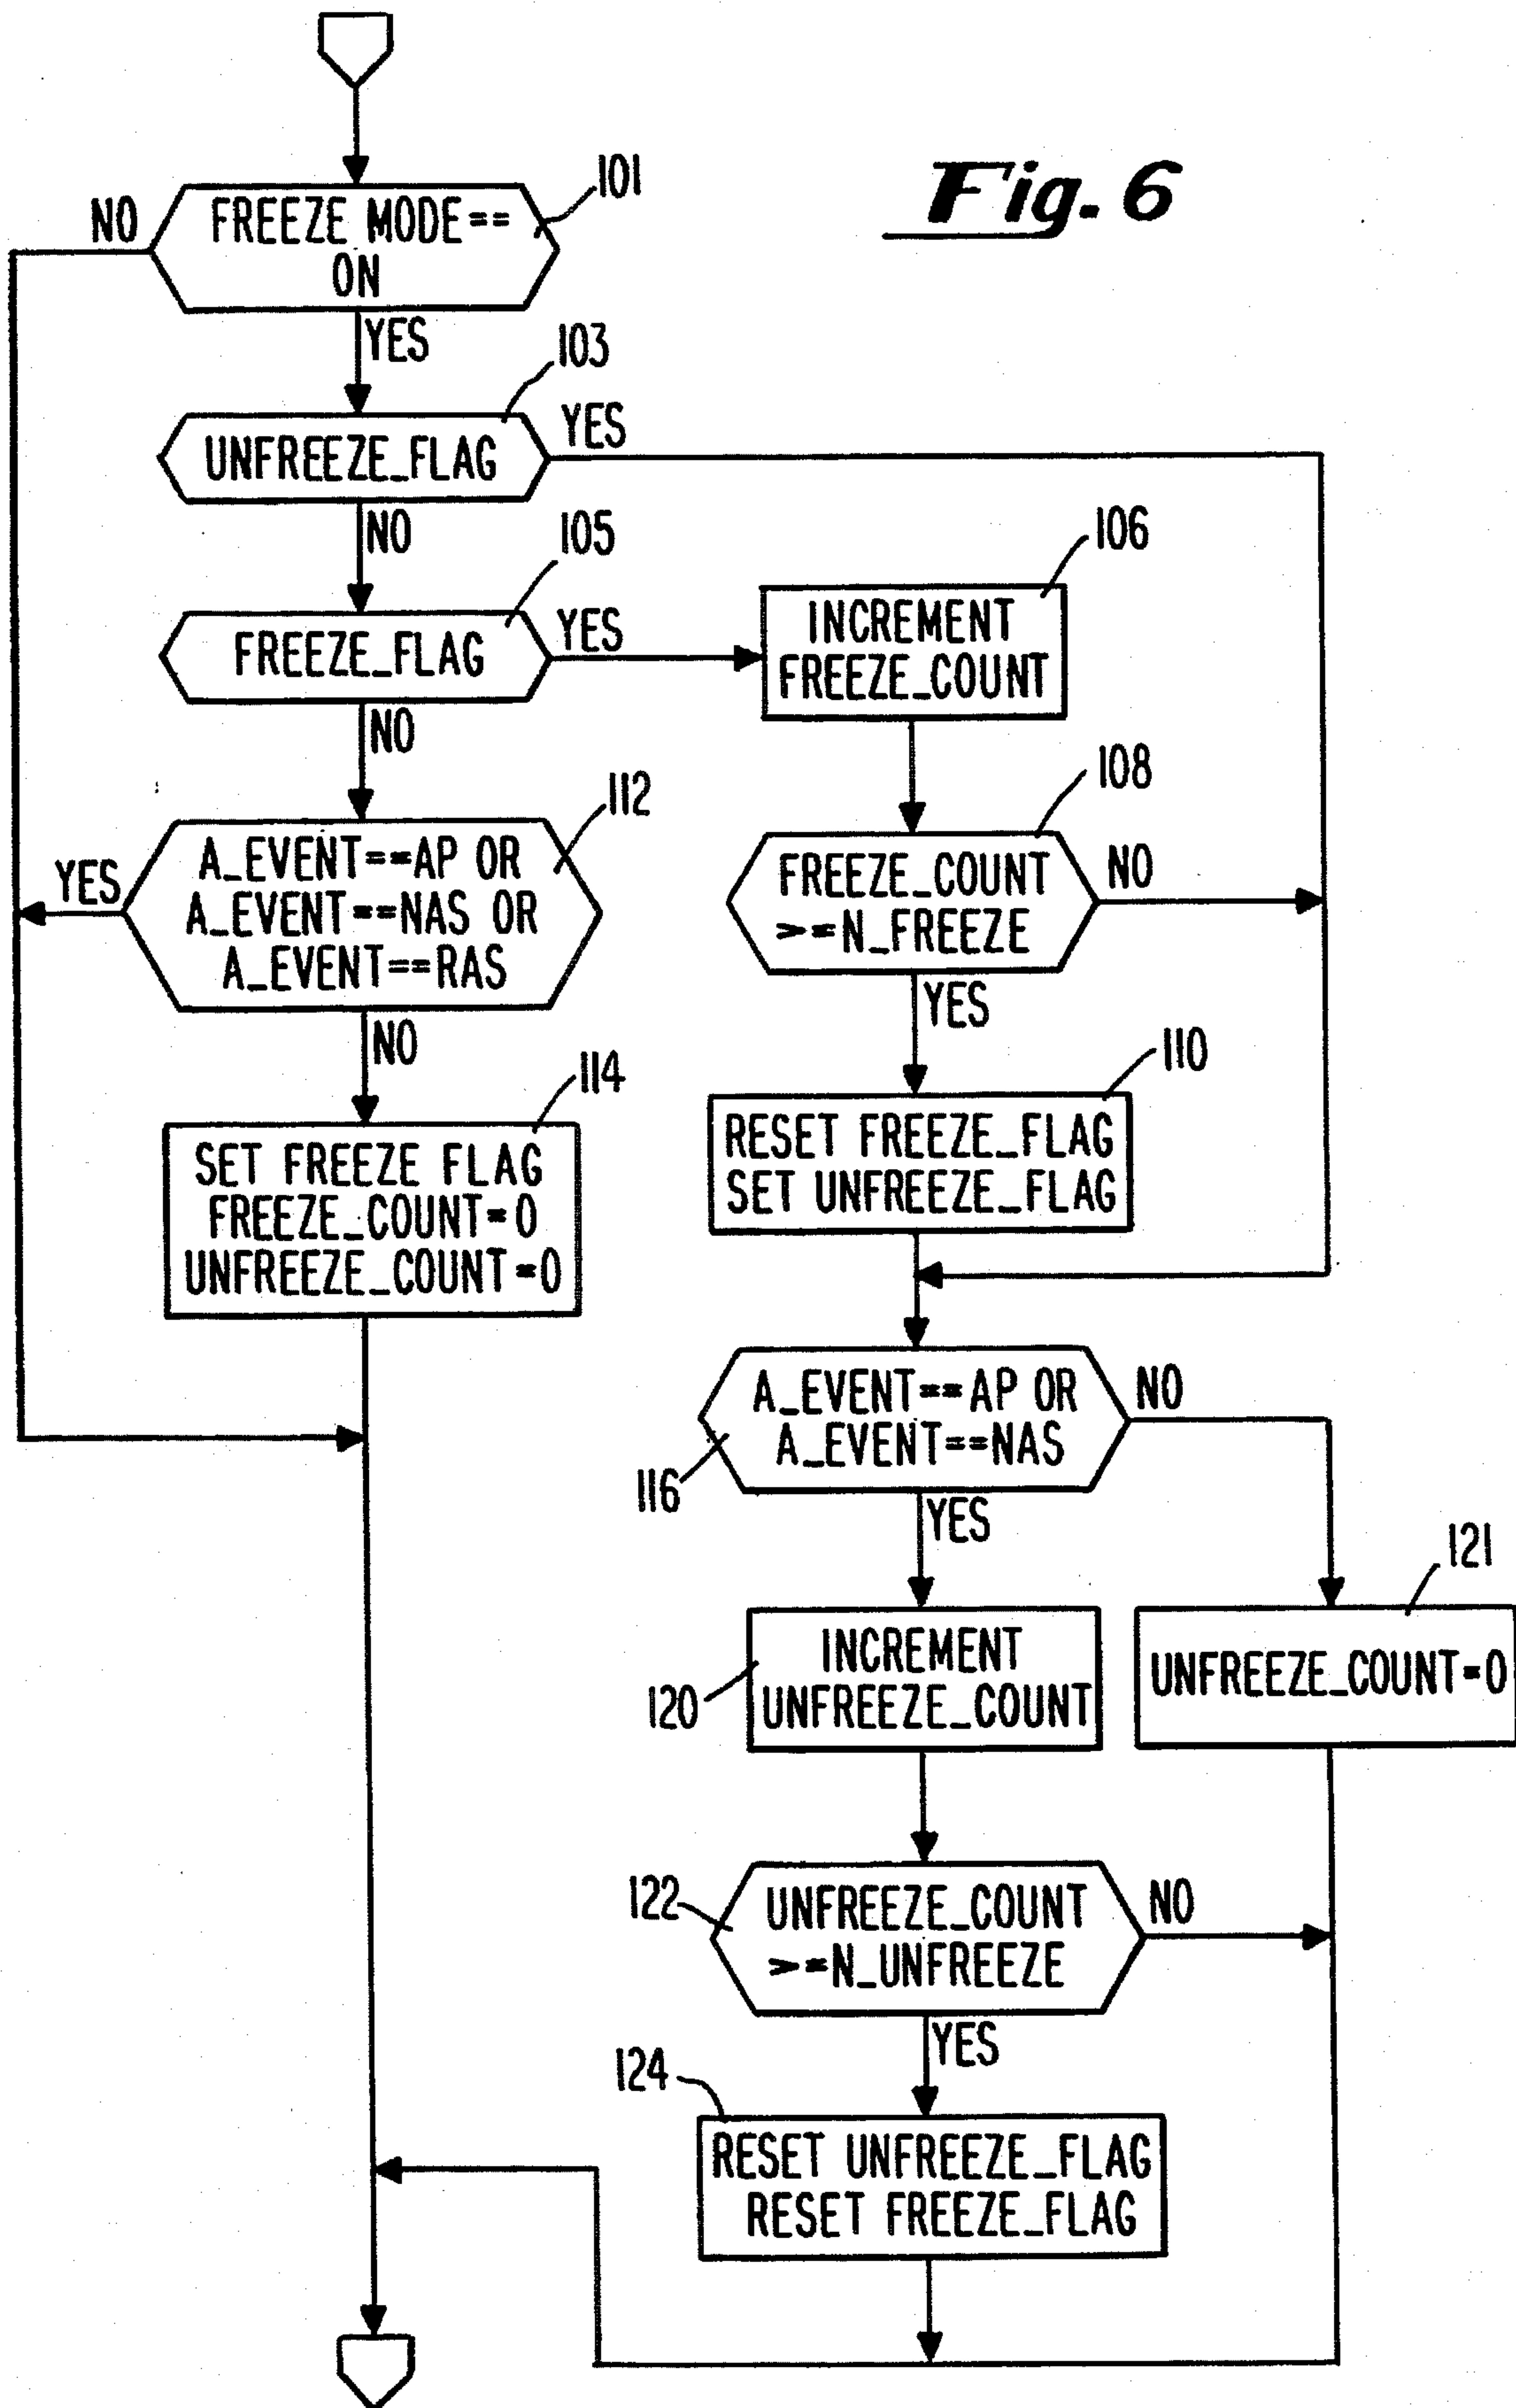 Fig. 6
101
NO
FREEZE MODE==
ON
YES
103
UNFREEZE_FLAG
YES
NO
105
FREEZE_FLAG
YES
106
INCREMENT
FREEZE_COUNT
NO
112
YES
A_EVENT==AP OR
A_EVENT==NAS OR
A_EVENT==RAS
NO
108
FREEZE_COUNT
>=N_FREEZE
NO
YES
114
SET FREEZE FLAG
FREEZE_COUNT=0
UNFREEZE_COUNT=0
110
RESET FREEZE_FLAG
SET UNFREEZE_FLAG
A_EVENT==AP OR
A_EVENT==NAS
NO
116
YES
121
INCREMENT
UNFREEZE_COUNT
120
UNFREEZE_COUNT=0
122
UNFREEZE_COUNT
>=N_UNFREEZE
NO
YES
124
RESET UNFREEZE_FLAG
RESET FREEZE_FLAG